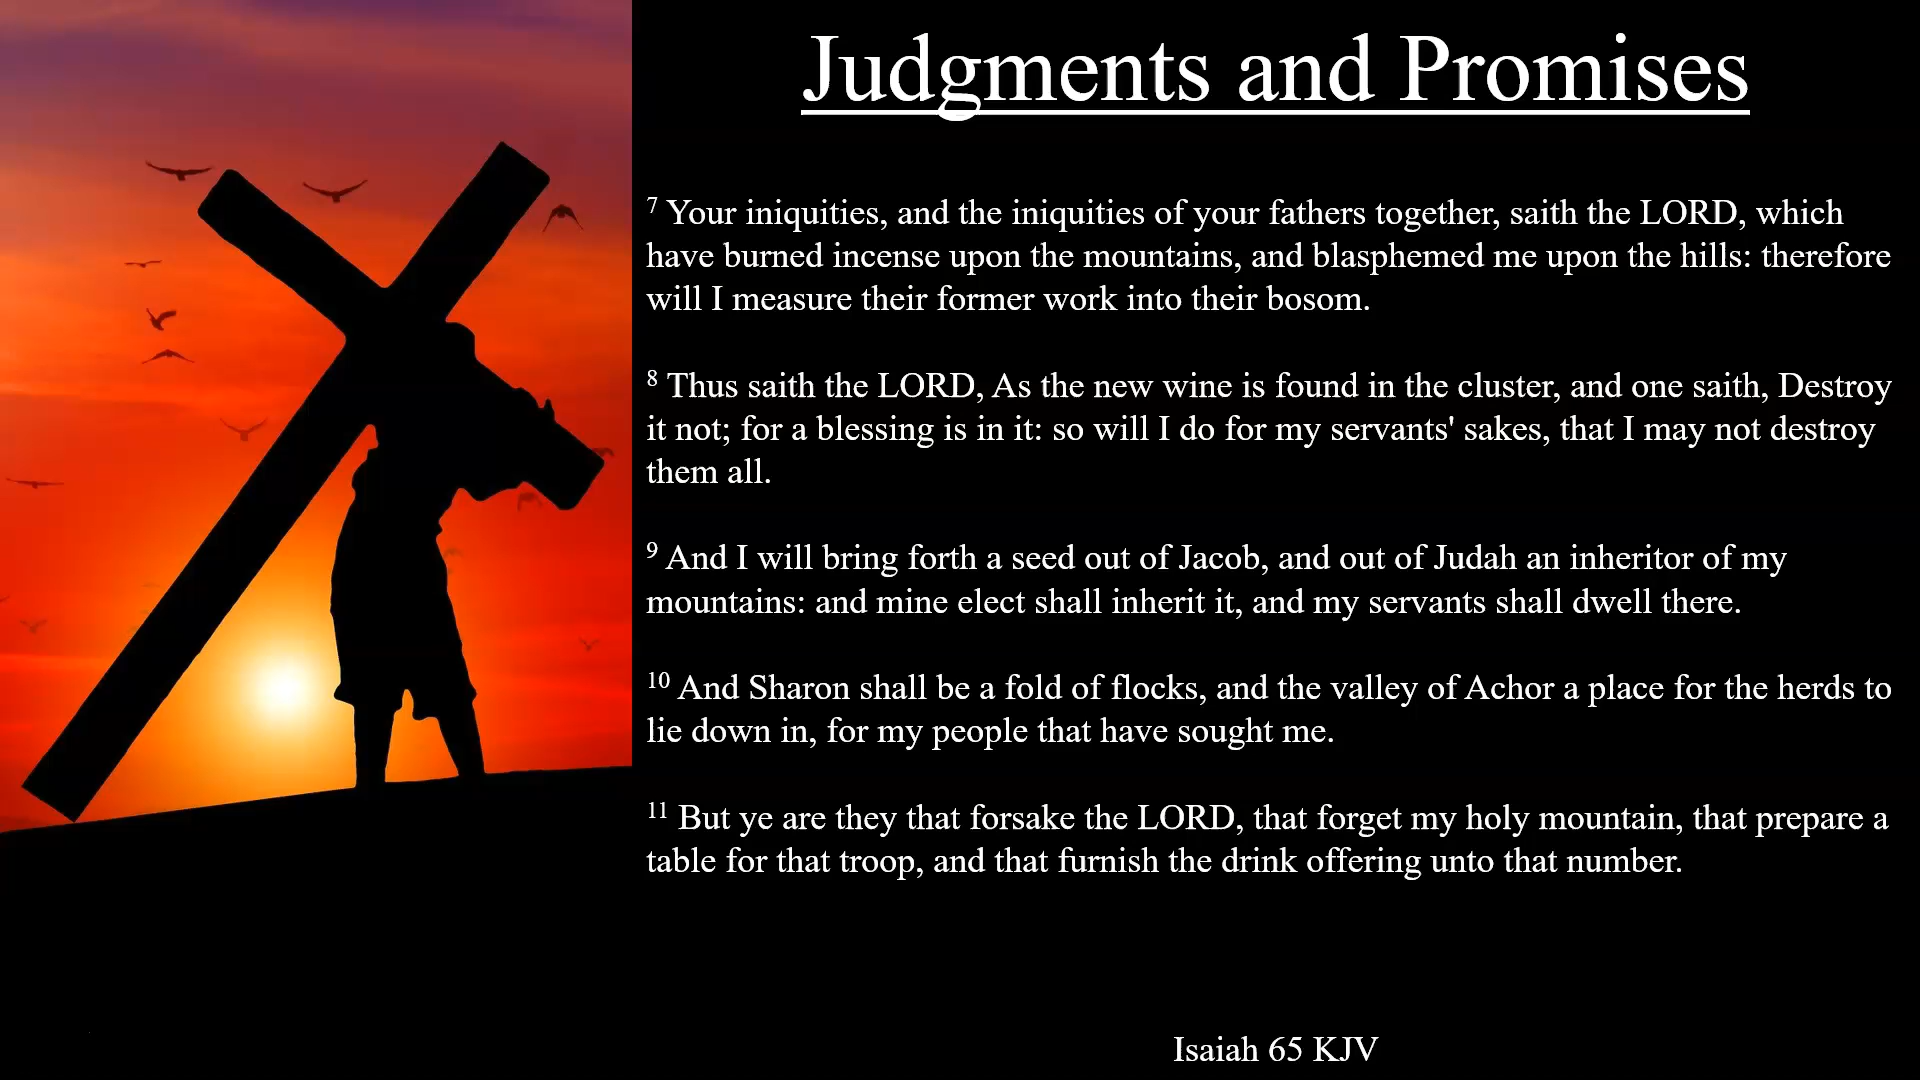 Judgments and Promises
7 Your iniquities, and the iniquities of your fathers together, saith the LORD, which
have burned incense upon the mountains, and blasphemed me upon the hills: therefore
will I measure their former work into their bosom.
8 Thus saith the LORD, As the new wine is found in the cluster, and one saith, Destroy
it not; for a blessing is in it: so will I do for my servants' sakes, that I may not destroy
them all.
9 And I will bring forth a seed out of Jacob, and out of Judah an inheritor of my
mountains: and mine elect shall inherit it, and my servants shall dwell there.
10 And Sharon shall be a fold of flocks, and the valley of Achor a place for the herds to
lie down in, for my people that have sought me.
11 But ye are they that forsake the LORD, that forget my holy mountain, that prepare a
table for that troop, and that furnish the drink offering unto that number.
Isaiah 65 KJV